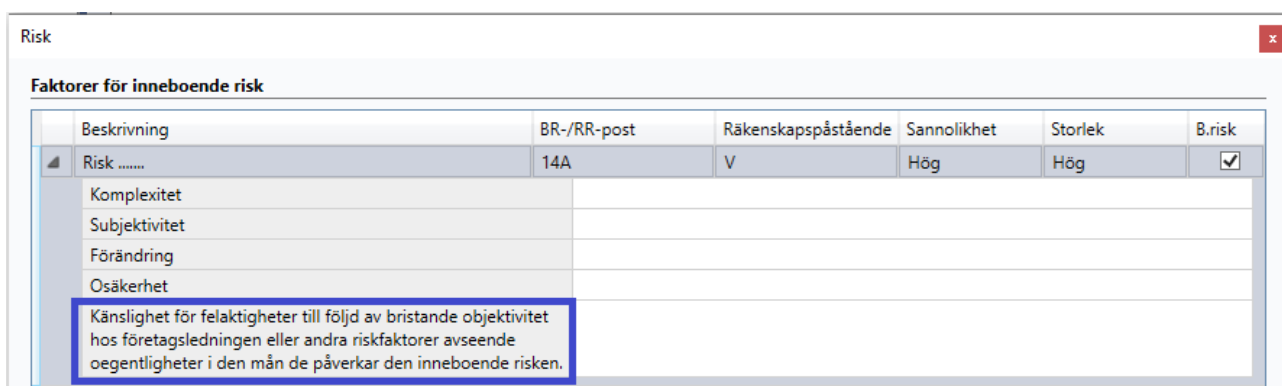 Risk
x
Faktorer för inneboende risk
Beskrivning BR-/RR-post Räkenskapspåstående Sannolikhet Storlek B.risk
Risk ....... 14A V Hög Hög
Komplexitet
Subjektivitet
Förändring
Osäkerhet
Känslighet för felaktigheter till följd av bristande objektivitet
hos företagsledningen eller andra riskfaktorer avseende
oegentligheter i den mån de påverkar den inneboende risken.